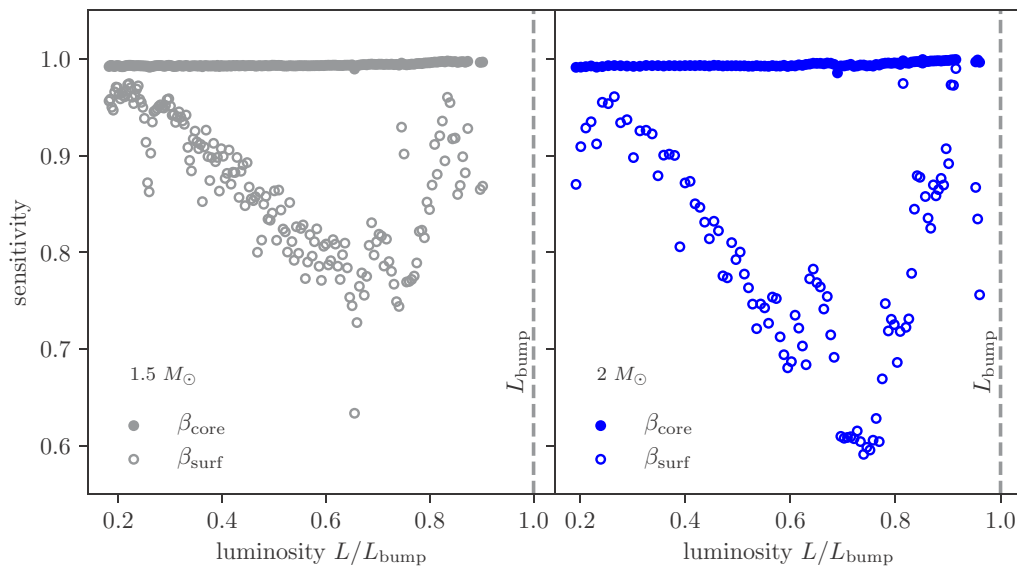 sensitivity
1.0
0.9
0.8
0.7
0.6
1.5 M⊙
β_core
β_surf
L_bump
0.2 0.4 0.6 0.8 1.0
luminosity L/L_bump
2 M⊙
β_core
β_surf
L_bump
0.2 0.4 0.6 0.8 1.0
luminosity L/L_bump